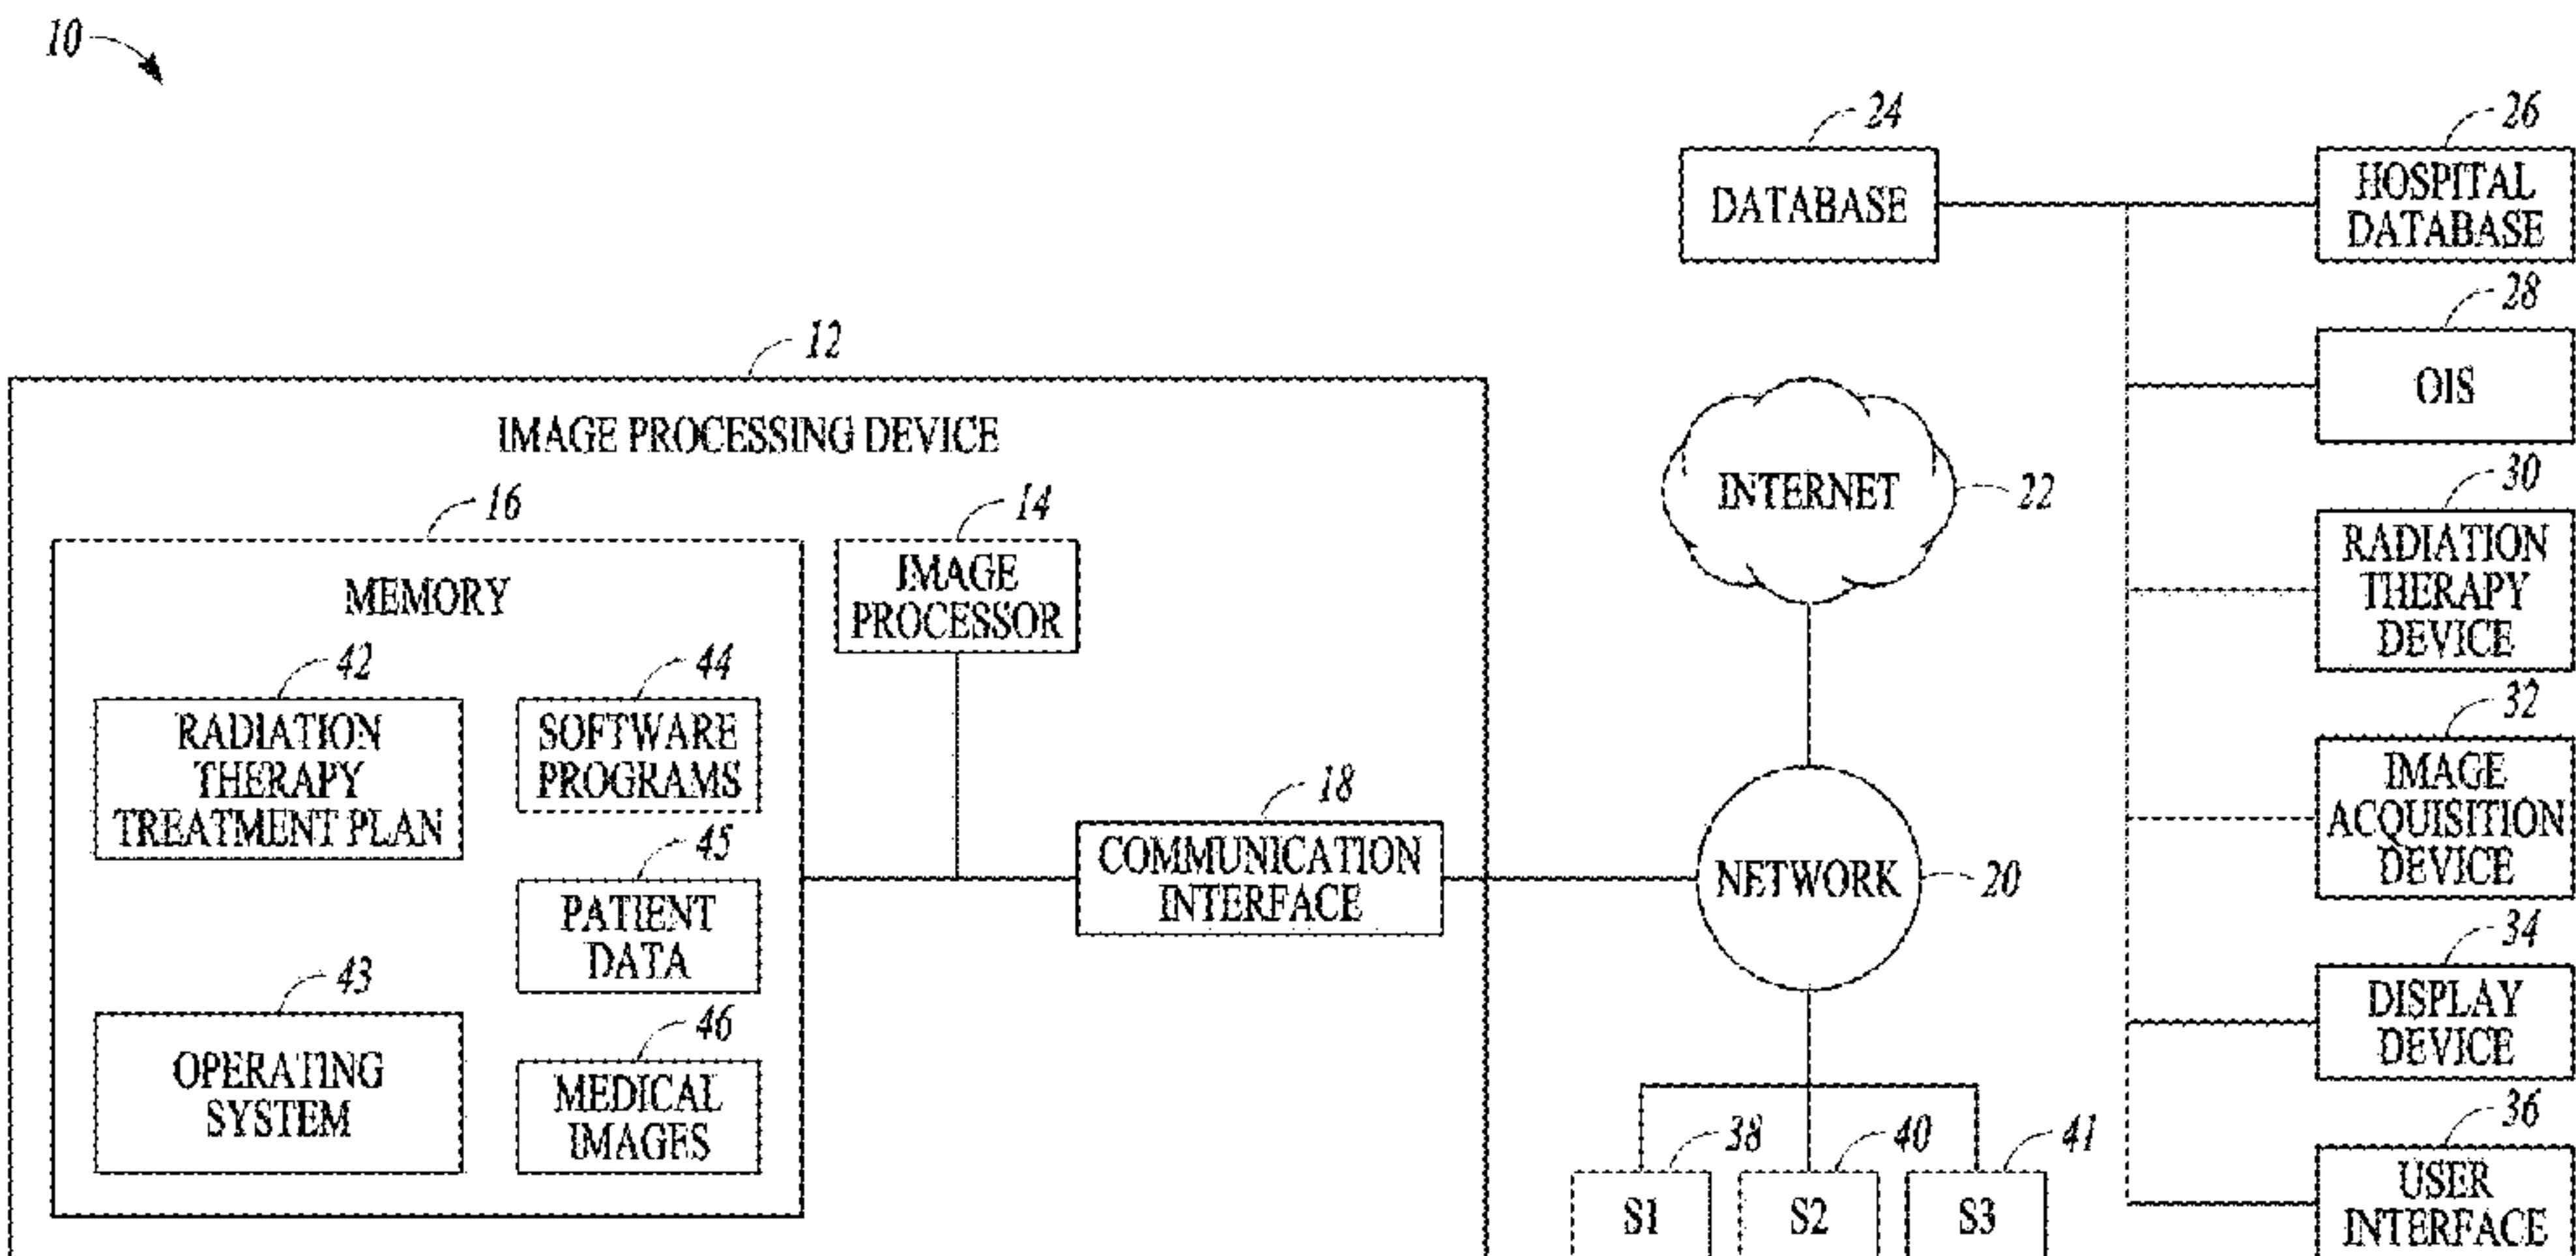 10
24
DATABASE
26
HOSPITAL
DATABASE
28
OIS
12
IMAGE PROCESSING DEVICE
16
MEMORY
14
IMAGE
PROCESSOR
INTERNET
22
30
RADIATION
THERAPY
DEVICE
42
RADIATION
THERAPY
TREATMENT PLAN
44
SOFTWARE
PROGRAMS
45
PATIENT
DATA
43
OPERATING
SYSTEM
46
MEDICAL
IMAGES
18
COMMUNICATION
INTERFACE
NETWORK
20
32
IMAGE
ACQUISITION
DEVICE
34
DISPLAY
DEVICE
38
S1
40
S2
41
S3
36
USER
INTERFACE